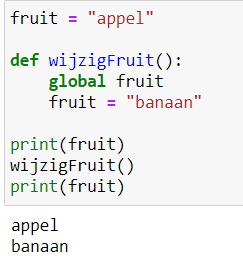 fruit = "appel"
def wijzigFruit():
    global fruit
    fruit = "banaan"
print(fruit)
wijzigFruit()
print(fruit)
appel
banaan